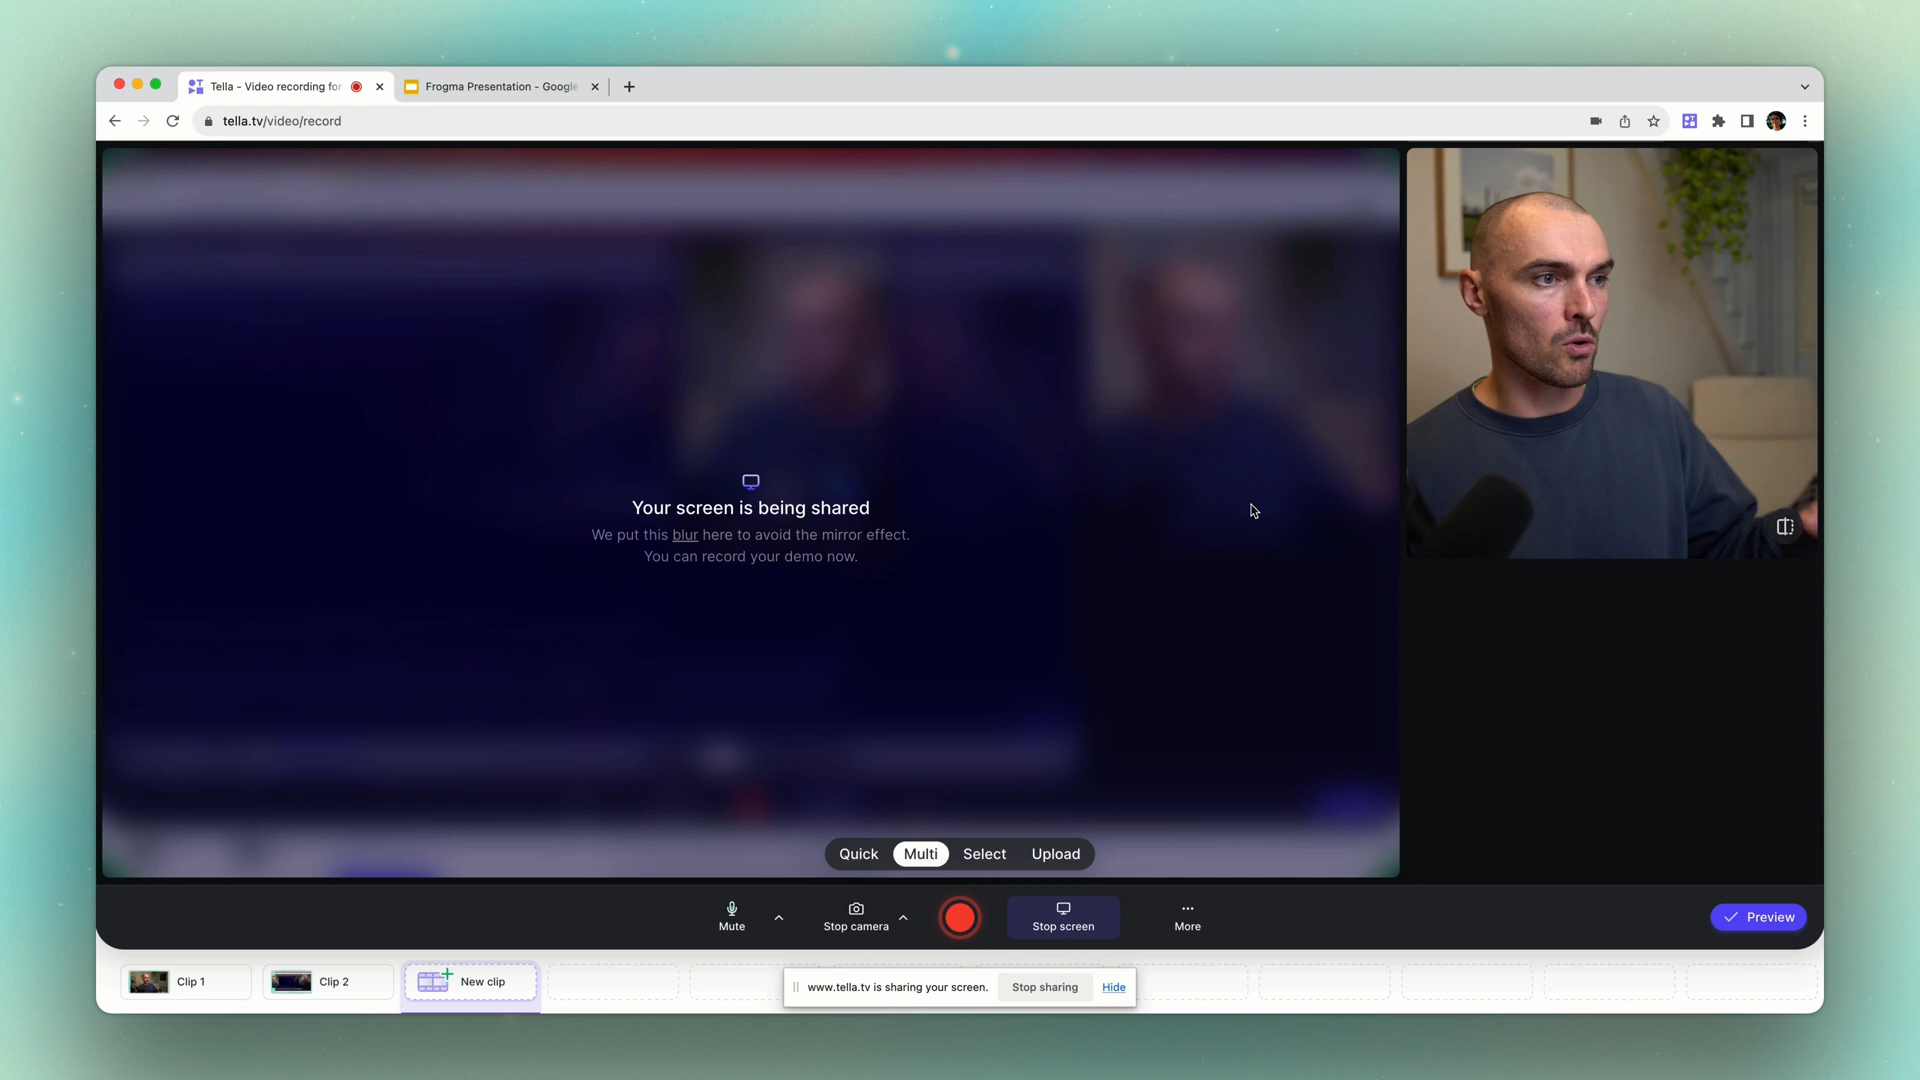 Tella - Video recording for
Frogma Presentation - Google
tella.tv/video/record
Your screen is being shared
We put this blur here to avoid the mirror effect.
You can record your demo now.
Quick Multi Select Upload
Mute
Stop camera
Stop screen
More
Preview
Clip 1
Clip 2
New clip
www.tella.tv is sharing your screen.
Stop sharing
Hide